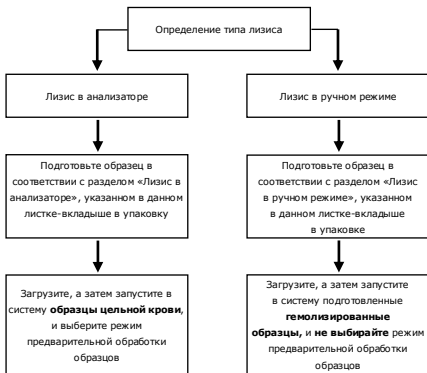 Определение типа лизиса
Лизис в анализаторе
Подготовьте образец в
соответствии с разделом «Лизис в
анализаторе», указанном в данном
листке-вкладыше в упаковку
Загрузите, а затем запустите в
систему образцы цельной крови,
и выберите режим
предварительной обработки
образцов
Лизис в ручном режиме
Подготовьте образец в
соответствии с разделом «Лизис
в ручном режиме», указанном
в данном листке-вкладыше
в упаковке
Загрузите, а затем запустите
в систему подготовленные
гемолизированные
образцы, и не выбирайте режим
предварительной обработки
образцов